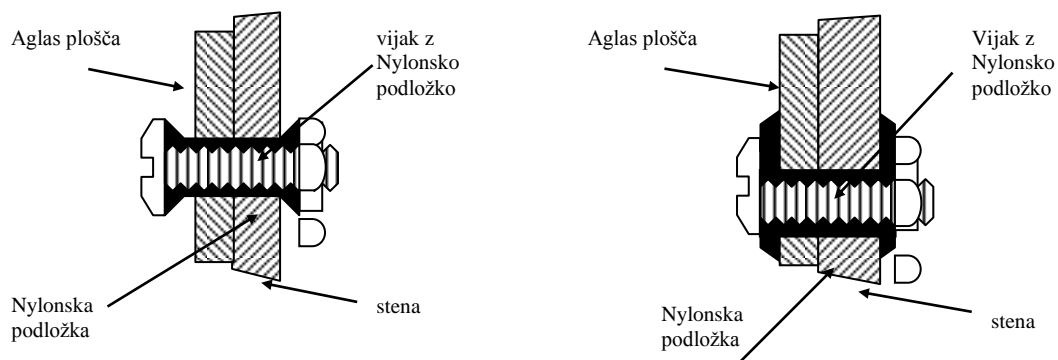 Aglas plošča
vijak z
Nylonsko
podložko
Nylonska
podložka
stena
Aglas plošča
Vijak z
Nylonsko
podložko
Nylonska
podložka
stena